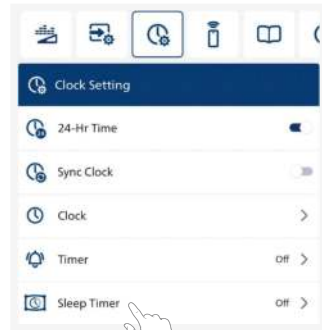 Clock Setting
24-Hr Time
Sync Clock
Clock
Timer Off
Sleep Timer Off